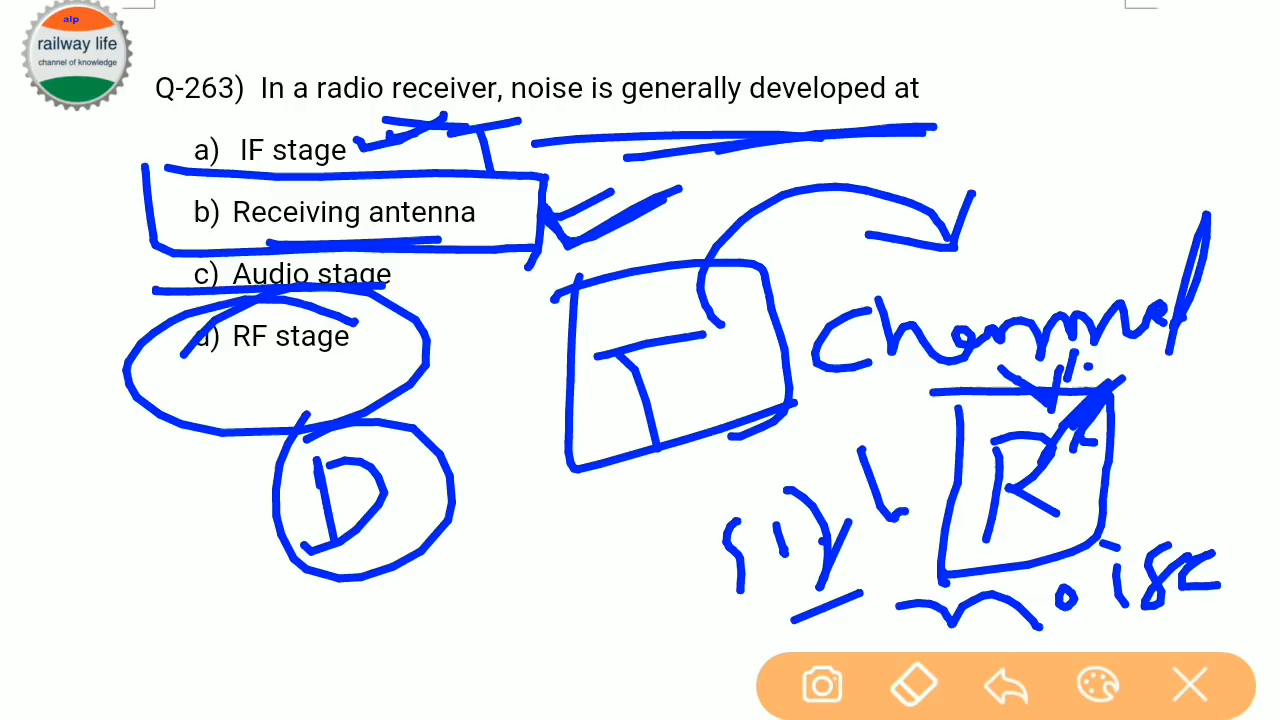 alp
railway life
channel of knowledge
Q-263) In a radio receiver, noise is generally developed at
a) IF stage
b) Receiving antenna
c) Audio stage
d) RF stage
T
channel
R
D
noise